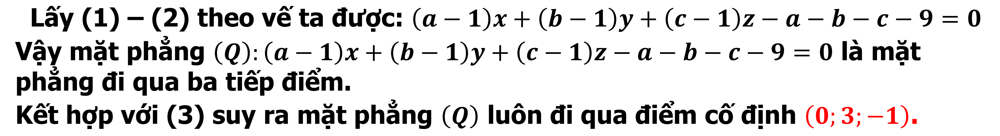 Lấy (1) – (2) theo vế ta được: (a − 1)x + (b − 1)y + (c − 1)z − a − b − c − 9 = 0
Vậy mặt phẳng (Q): (a − 1)x + (b − 1)y + (c − 1)z − a − b − c − 9 = 0 là mặt
phẳng đi qua ba tiếp điểm.
Kết hợp với (3) suy ra mặt phẳng (Q) luôn đi qua điểm cố định (0; 3; −1).